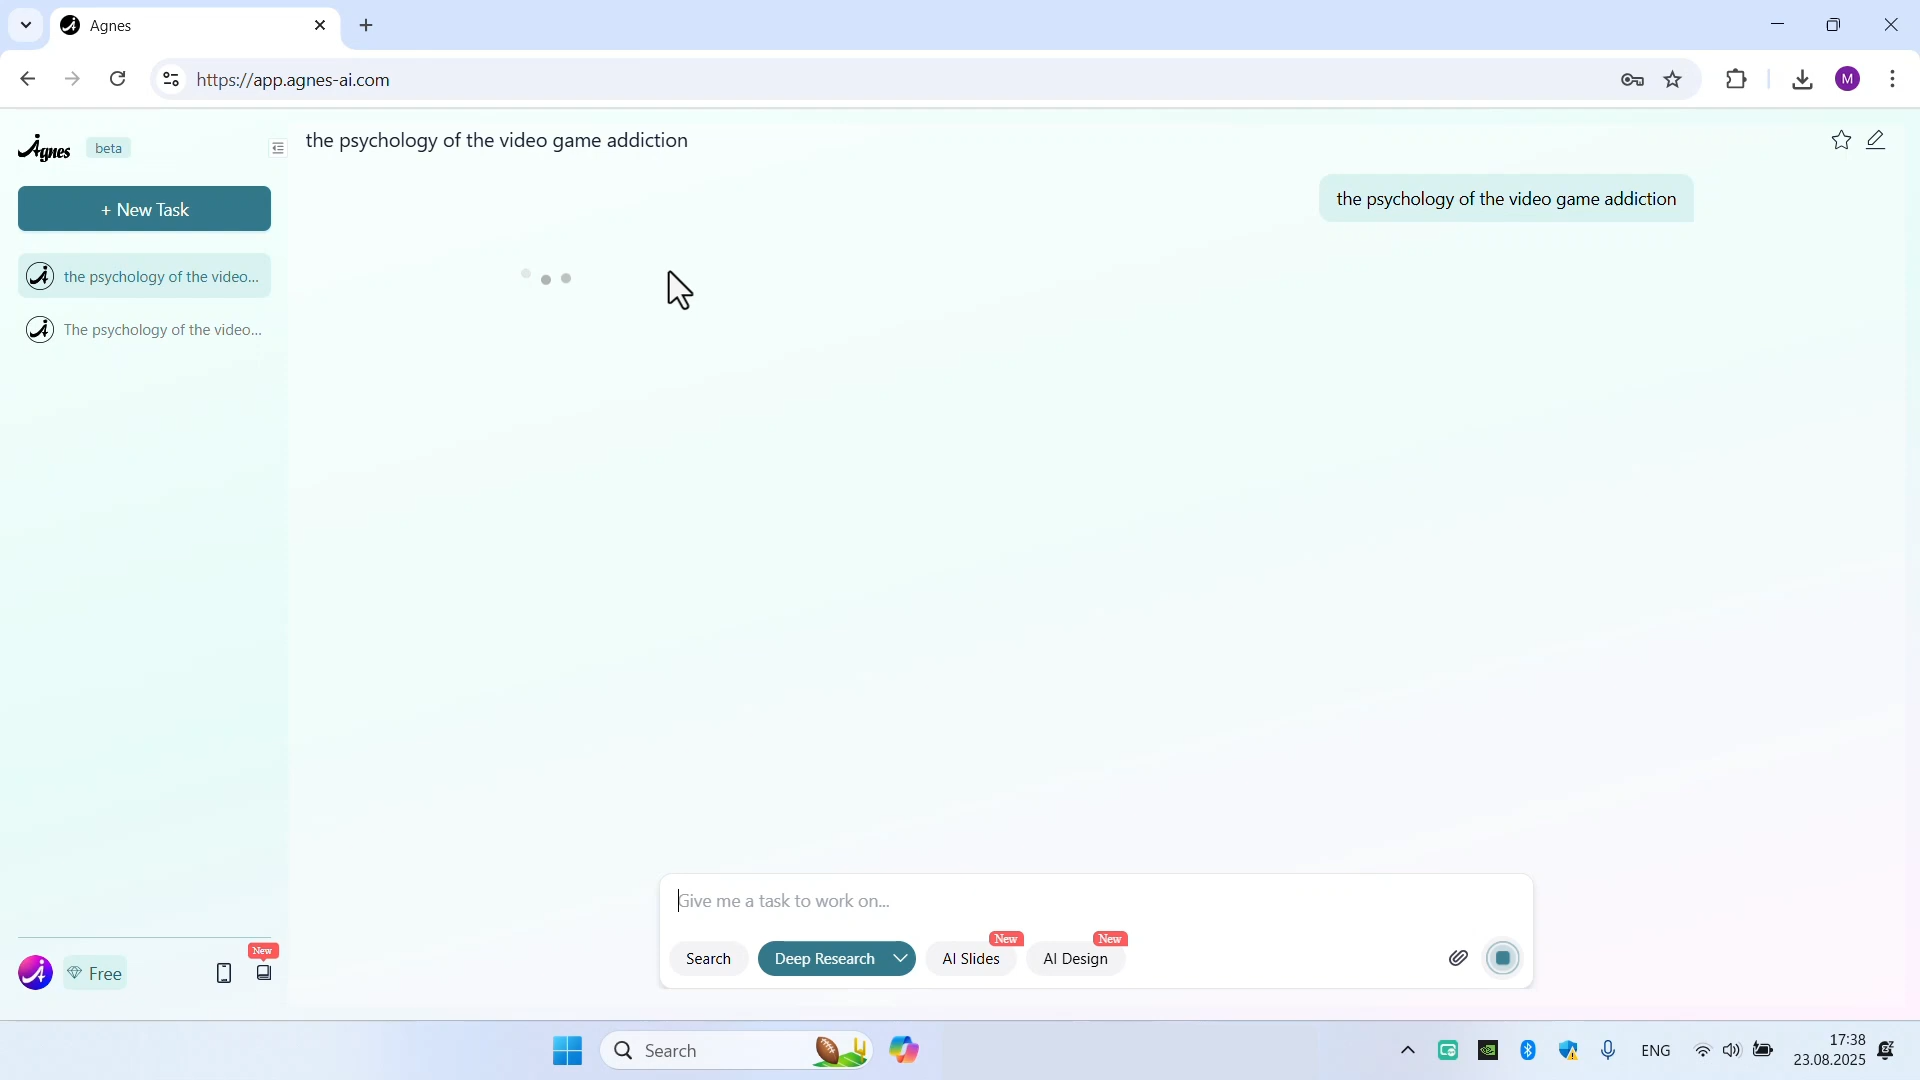 Agnes
https://app.agnes-ai.com
M
Agnes
beta
the psychology of the video game addiction
the psychology of the video game addiction
+ New Task
the psychology of the video...
The psychology of the video...
Give me a task to work on...
New
New
Search
Deep Research
AI Slides
AI Design
New
Free
Search
ENG
17:38
23.08.2025